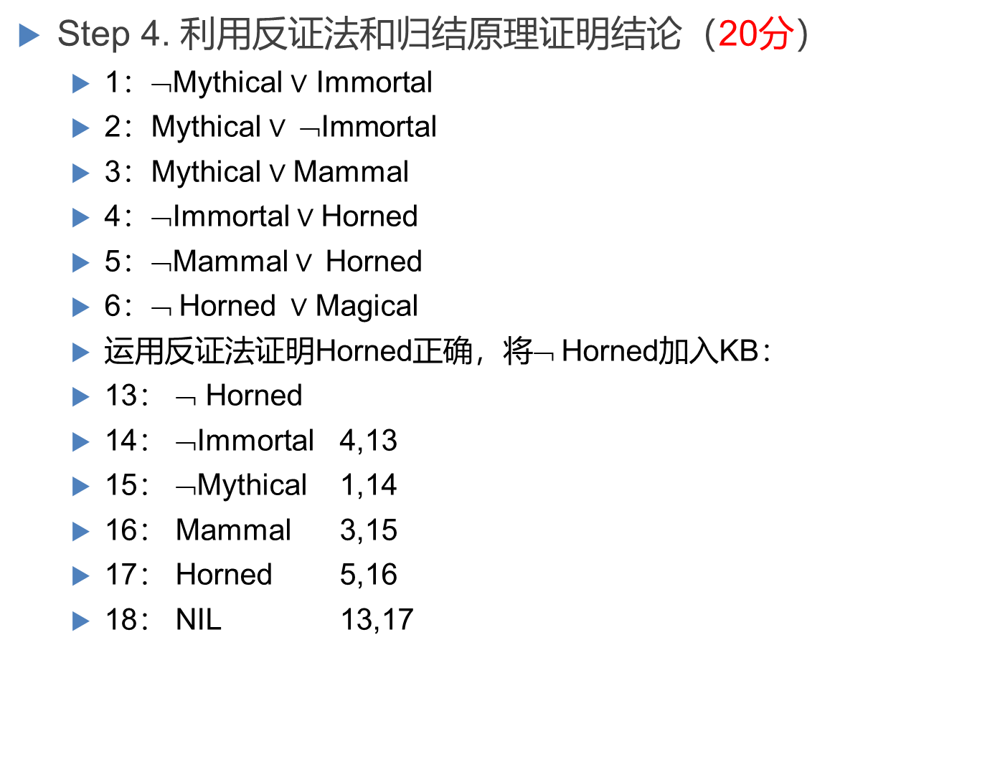 Step 4. 利用反证法和归结原理证明结论（20分）
1：¬Mythical∨Immortal
2：Mythical∨ ¬Immortal
3：Mythical∨Mammal
4：¬Immortal∨Horned
5：¬Mammal∨ Horned
6：¬ Horned ∨Magical
运用反证法证明Horned正确，将¬ Horned加入KB：
13： ¬ Horned
14： ¬Immortal 4,13
15： ¬Mythical 1,14
16： Mammal 3,15
17： Horned 5,16
18： NIL 13,17